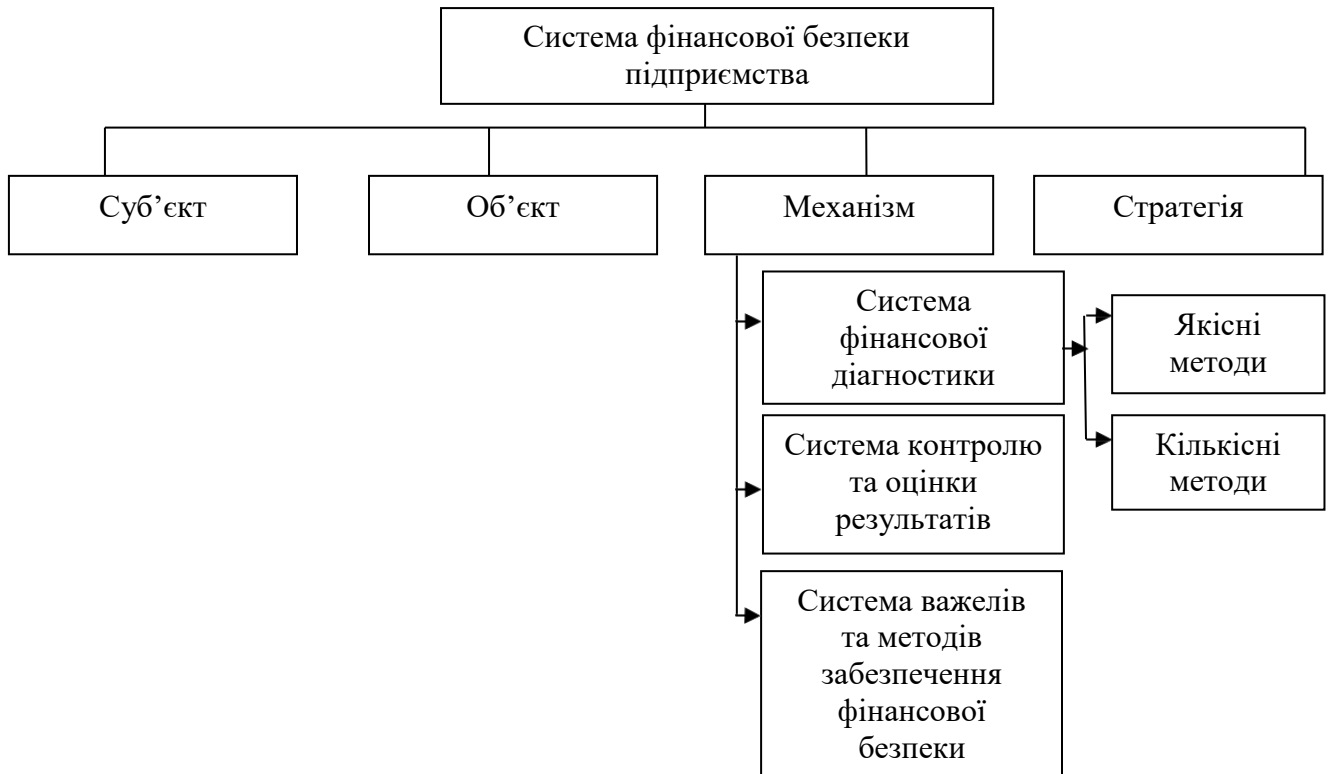 Система фінансової безпеки
підприємства
Суб’єкт
Об’єкт
Механізм
Стратегія
Система
фінансової
діагностики
Якісні
методи
Кількісні
методи
Система контролю
та оцінки
результатів
Система важелів
та методів
забезпечення
фінансової
безпеки